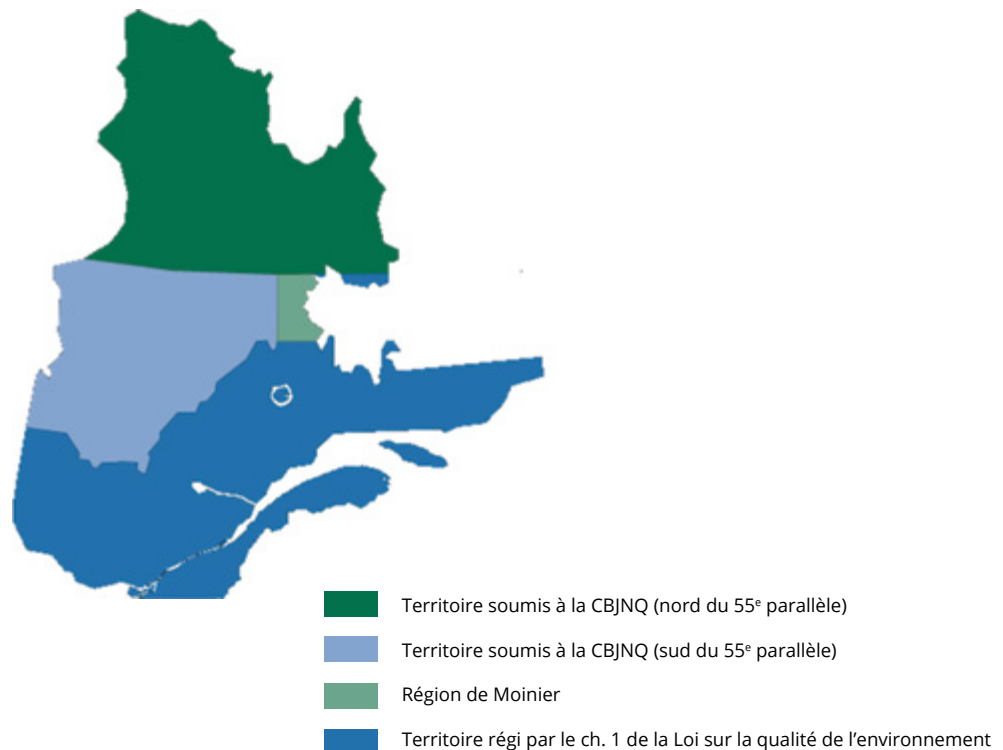 Territoire soumis à la CBJNQ (nord du 55e parallèle)
Territoire soumis à la CBJNQ (sud du 55e parallèle)
Région de Moinier
Territoire régi par le ch. 1 de la Loi sur la qualité de l’environnement